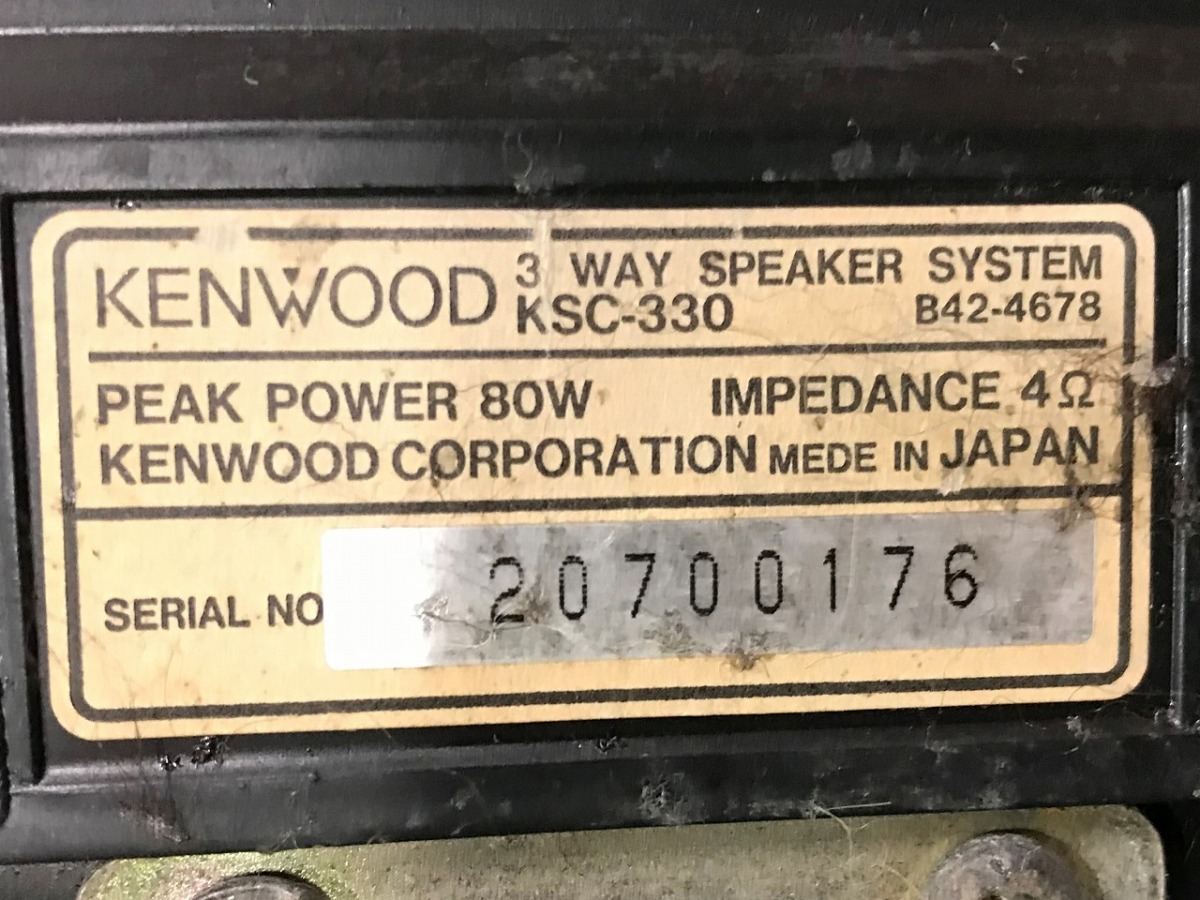 KENWOOD 3 WAY SPEAKER SYSTEM
KSC-330 B42-4678
PEAK POWER 80W IMPEDANCE 4Ω
KENWOOD CORPORATION MEDE IN JAPAN
SERIAL NO 20700176